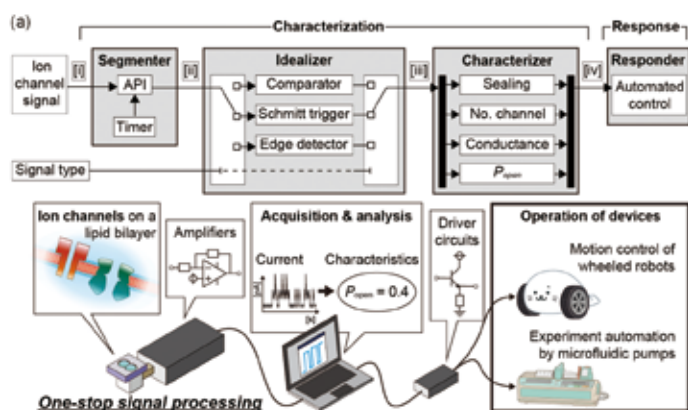 (a)
Characterization
Response
Ion
channel
signal
[i]
Segmenter
API
Timer
[ii]
Idealizer
Comparator
Schmitt trigger
Edge detector
[iii]
Characterizer
Sealing
No. channel
Conductance
Popen
[iv]
Responder
Automated
control
Signal type
Ion channels on a
lipid bilayer
Amplifiers
Acquisition & analysis
Current
Characteristics
Popen = 0.4
[s]
Driver
circuits
Operation of devices
Motion control of
wheeled robots
Experiment automation
by microfluidic pumps
One-stop signal processing